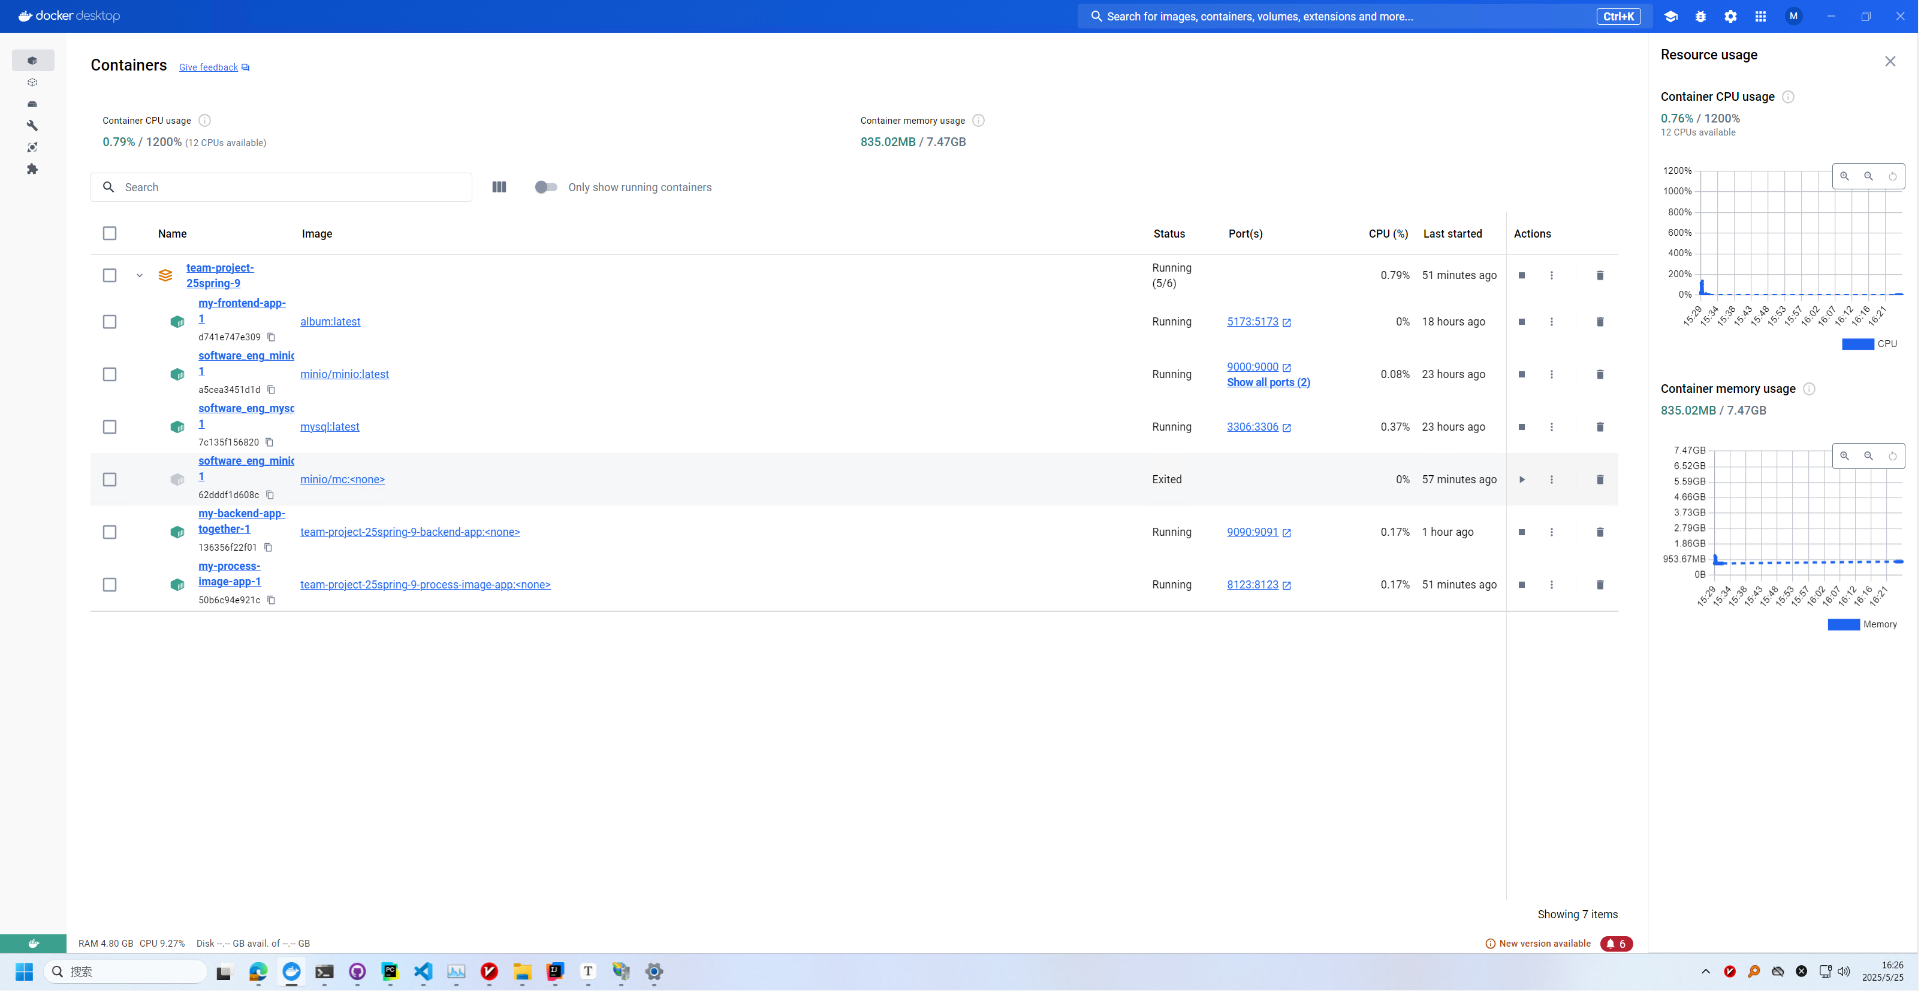 docker desktop
Search for images, containers, volumes, extensions and more...
Ctrl+K
M
Containers
Give feedback
Container CPU usage
0.79% / 1200% (12 CPUs available)
Container memory usage
835.02MB / 7.47GB
Search
Only show running containers
Name Image Status Port(s) CPU (%) Last started Actions
team-project-
25spring-9
Running
(5/6)
0.79% 51 minutes ago
my-frontend-app-
1
d741e747e309
album:latest Running 5173:5173 0% 18 hours ago
software_eng_minio
1
a5cea3451d1d
minio/minio:latest Running 9000:9000
Show all ports (2)
0.08% 23 hours ago
software_eng_mysq
1
7c135f156820
mysql:latest Running 3306:3306 0.37% 23 hours ago
software_eng_minio
1
62dddf1d608c
minio/mc:<none> Exited 0% 57 minutes ago
my-backend-app-
together-1
136356f22f01
team-project-25spring-9-backend-app:<none> Running 9090:9091 0.17% 1 hour ago
my-process-
image-app-1
50b6c94e921c
team-project-25spring-9-process-image-app:<none> Running 8123:8123 0.17% 51 minutes ago
Showing 7 items
Resource usage
Container CPU usage
0.76% / 1200%
12 CPUs available
1200%
1000%
800%
600%
400%
200%
0%
15:29 15:34 15:38 15:43 15:48 15:53 15:57 16:02 16:07 16:12 16:16 16:21
CPU
Container memory usage
835.02MB / 7.47GB
7.47GB
6.52GB
5.59GB
4.66GB
3.73GB
2.79GB
1.86GB
953.67MB
0B
15:29 15:34 15:38 15:43 15:48 15:53 15:57 16:02 16:07 16:12 16:16 16:21
Memory
RAM 4.80 GB CPU 9.27% Disk --.-- GB avail. of --.-- GB
New version available
6
搜索
16:26
2025/5/25